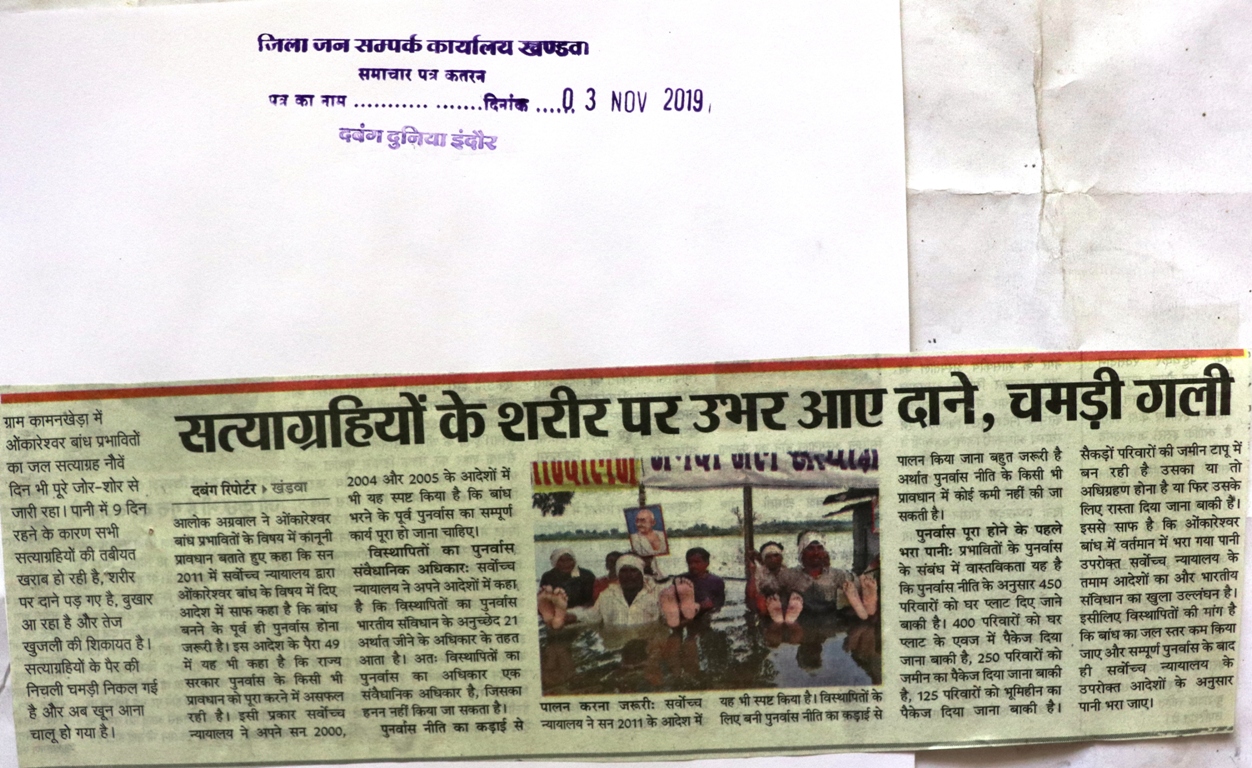 जिला जन सम्पर्क कार्यालय खण्डवा
समाचार पत्र कतरन
पत्र का नाम ............ .......दिनांक ....0 3 NOV 2019
दबंग दुनिया इंदौर
सत्याग्रहियों के शरीर पर उभर आए दाने, चमड़ी गली
ग्राम कामनखेड़ा में
ओंकारेश्वर बांध प्रभावितों
का जल सत्याग्रह नौवें
दिन भी पूरे जोर-शोर से
जारी रहा। पानी में 9 दिन
रहने के कारण सभी
सत्याग्रहियों की तबीयत
खराब हो रही है, शरीर
पर दाने पड़ गए है, बुखार
आ रहा है और तेज
खुजली की शिकायत है।
सत्याग्रहियों के पैर की
निचली चमड़ी निकल गई
है और अब खून आना
चालू हो गया है।
दबंग रिपोर्टर खंडवा
आलोक अग्रवाल ने ओंकारेश्वर
बांध प्रभावितों के विषय में कानूनी
प्रावधान बताते हुए कहा कि सन
2011 में सर्वोच्च न्यायालय द्वारा
ओंकारेश्वर बांध के विषय में दिए
आदेश में साफ कहा है कि बांध
बनने के पूर्व ही पुनर्वास होना
जरूरी है। इस आदेश के पैरा 49
में यह भी कहा है कि राज्य
सरकार पुनर्वास के किसी भी
प्रावधान को पूरा करने में असफल
रही है। इसी प्रकार सर्वोच्च
न्यायालय ने अपने सन 2000,
2004 और 2005 के आदेशों में
भी यह स्पष्ट किया है कि बांध
भरने के पूर्व पुनर्वास का सम्पूर्ण
कार्य पूरा हो जाना चाहिए।
विस्थापितों का पुनर्वास
संवैधानिक अधिकार: सर्वोच्च
न्यायालय ने अपने आदेशों में कहा
है कि विस्थापितों का पुनर्वास
भारतीय संविधान के अनुच्छेद 21
अर्थात जीने के अधिकार के तहत
आता है। अतः विस्थापितों का
पुनर्वास का अधिकार एक
संवैधानिक अधिकार है, जिसका
हनन नहीं किया जा सकता है।
पुनर्वास नीति का कड़ाई से
पालन करना जरूरी: सर्वोच्च
न्यायालय ने सन 2011 के आदेश में
यह भी स्पष्ट किया है। विस्थापितों के
लिए बनी पुनर्वास नीति का कड़ाई से
पालन किया जाना बहुत जरूरी है
अर्थात पुनर्वास नीति के किसी भी
प्रावधान में कोई कमी नहीं की जा
सकती है।
पुनर्वास पूरा होने के पहले
भरा पानी: प्रभावितों के पुनर्वास
के संबंध में वास्तविकता यह है
कि पुनर्वास नीति के अनुसार 450
परिवारों को घर प्लाट दिए जाने
बाकी है। 400 परिवारों को घर
प्लाट के एवज में पैकेज दिया
जाना बाकी है, 250 परिवारों को
जमीन का पैकेज दिया जाना बाकी
है, 125 परिवारों को भूमिहीन का
पैकेज दिया जाना बाकी है।
सैकड़ों परिवारों की जमीन टापू में
बन रही है उसका या तो
अधिग्रहण होना है या फिर उसके
लिए रास्ता दिया जाना बाकी हैं।
इससे साफ है कि ओंकारेश्वर
बांध में वर्तमान में भरा गया पानी
उपरोक्त सर्वोच्च न्यायालय के
तमाम आदेशों का और भारतीय
संविधान का खुला उल्लंघन है।
इसीलिए विस्थापितों की मांग है
कि बांध का जल स्तर कम किया
जाए और सम्पूर्ण पुनर्वास के बाद
ही सर्वोच्च न्यायालय के
उपरोक्त आदेशों के अनुसार
पानी भरा जाए।